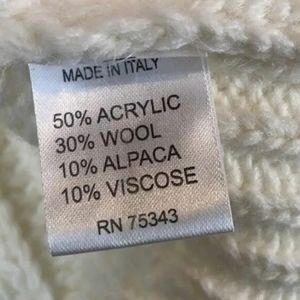 MADE IN ITALY
50% ACRYLIC
30% WOOL
10% ALPACA
10% VISCOSE
RN 75343